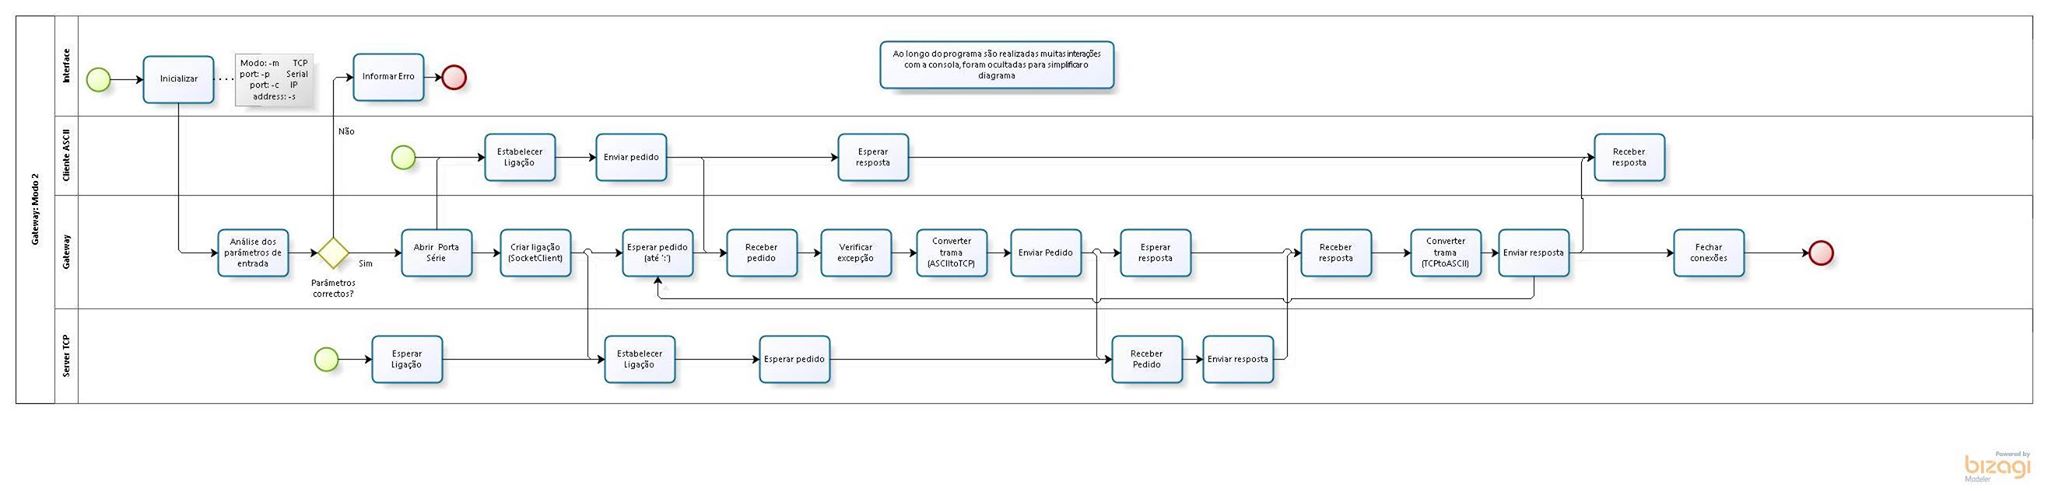 Gateway: Modo 2
Interface
Inicializar
Modo: -m TCP
port: -p Serial
port: -c IP
address: -s
Informar Erro
Ao longo do programa são realizadas muitas interações
com a consola, foram ocultadas para simplificar o
diagrama
Não
Cliente ASCII
Estabelecer
Ligação
Enviar pedido
Esperar
resposta
Receber
resposta
Gateway
Análise dos
parâmetros de
entrada
Parâmetros
correctos?
Sim
Abrir Porta
Série
Criar ligação
(SocketClient)
Esperar pedido
(até ':')
Receber
pedido
Verificar
excepção
Converter
trama
(ASCIItoTCP)
Enviar Pedido
Esperar
resposta
Receber
resposta
Converter
trama
(TCPtoASCII)
Enviar resposta
Fechar
conexões
Server TCP
Esperar
Ligação
Estabelecer
Ligação
Esperar pedido
Receber
Pedido
Enviar resposta
Powered by
bizagi
Modeler